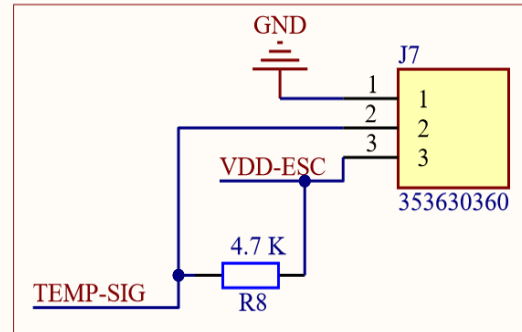 GND
J7
1 1
2 2
3 3
VDD-ESC
353630360
4.7 K
TEMP-SIG
R8